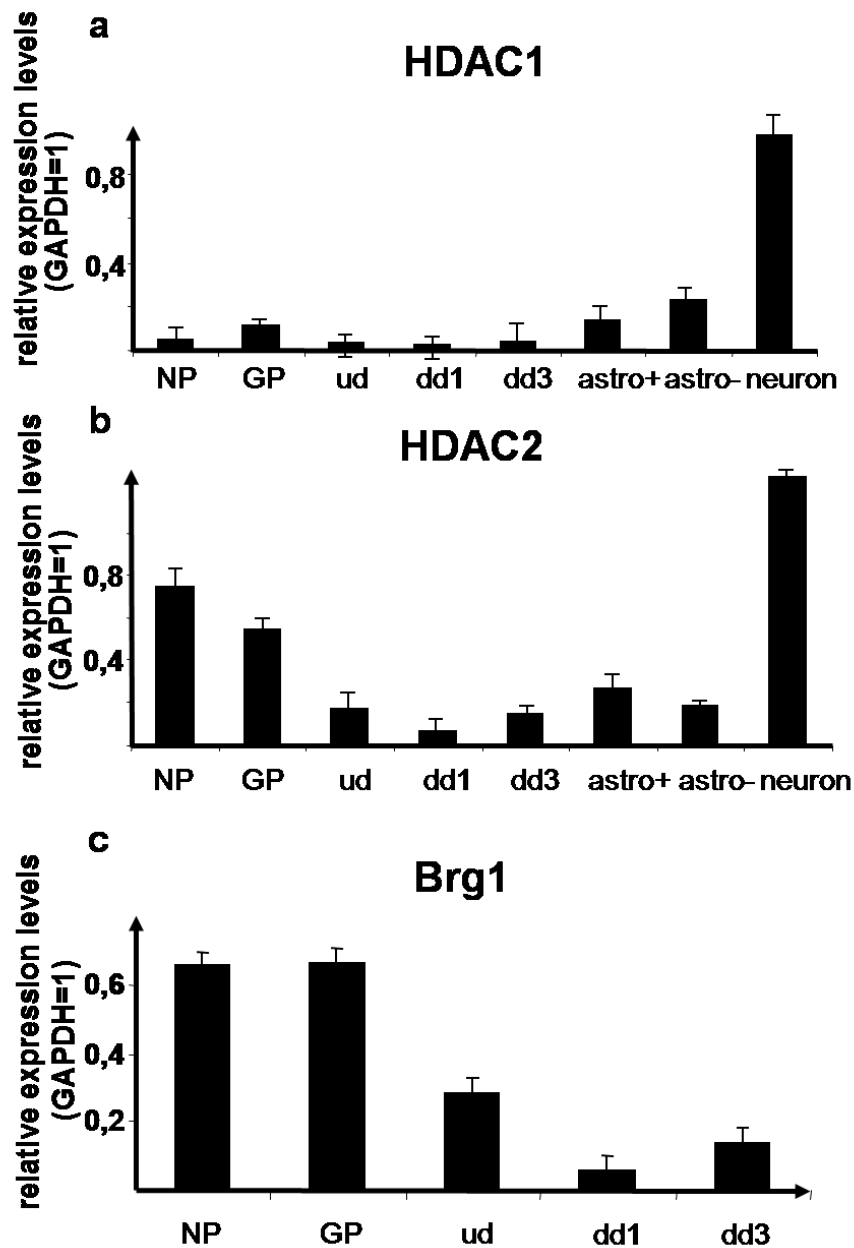 a
HDAC1
relative expression levels
(GAPDH=1)
0,8
0,4
NP GP ud dd1 dd3 astro+ astro- neuron
b
HDAC2
relative expression levels
(GAPDH=1)
0,8
0,4
NP GP ud dd1 dd3 astro+ astro- neuron
c
Brg1
relative expression levels
(GAPDH=1)
0,6
0,4
0,2
NP GP ud dd1 dd3